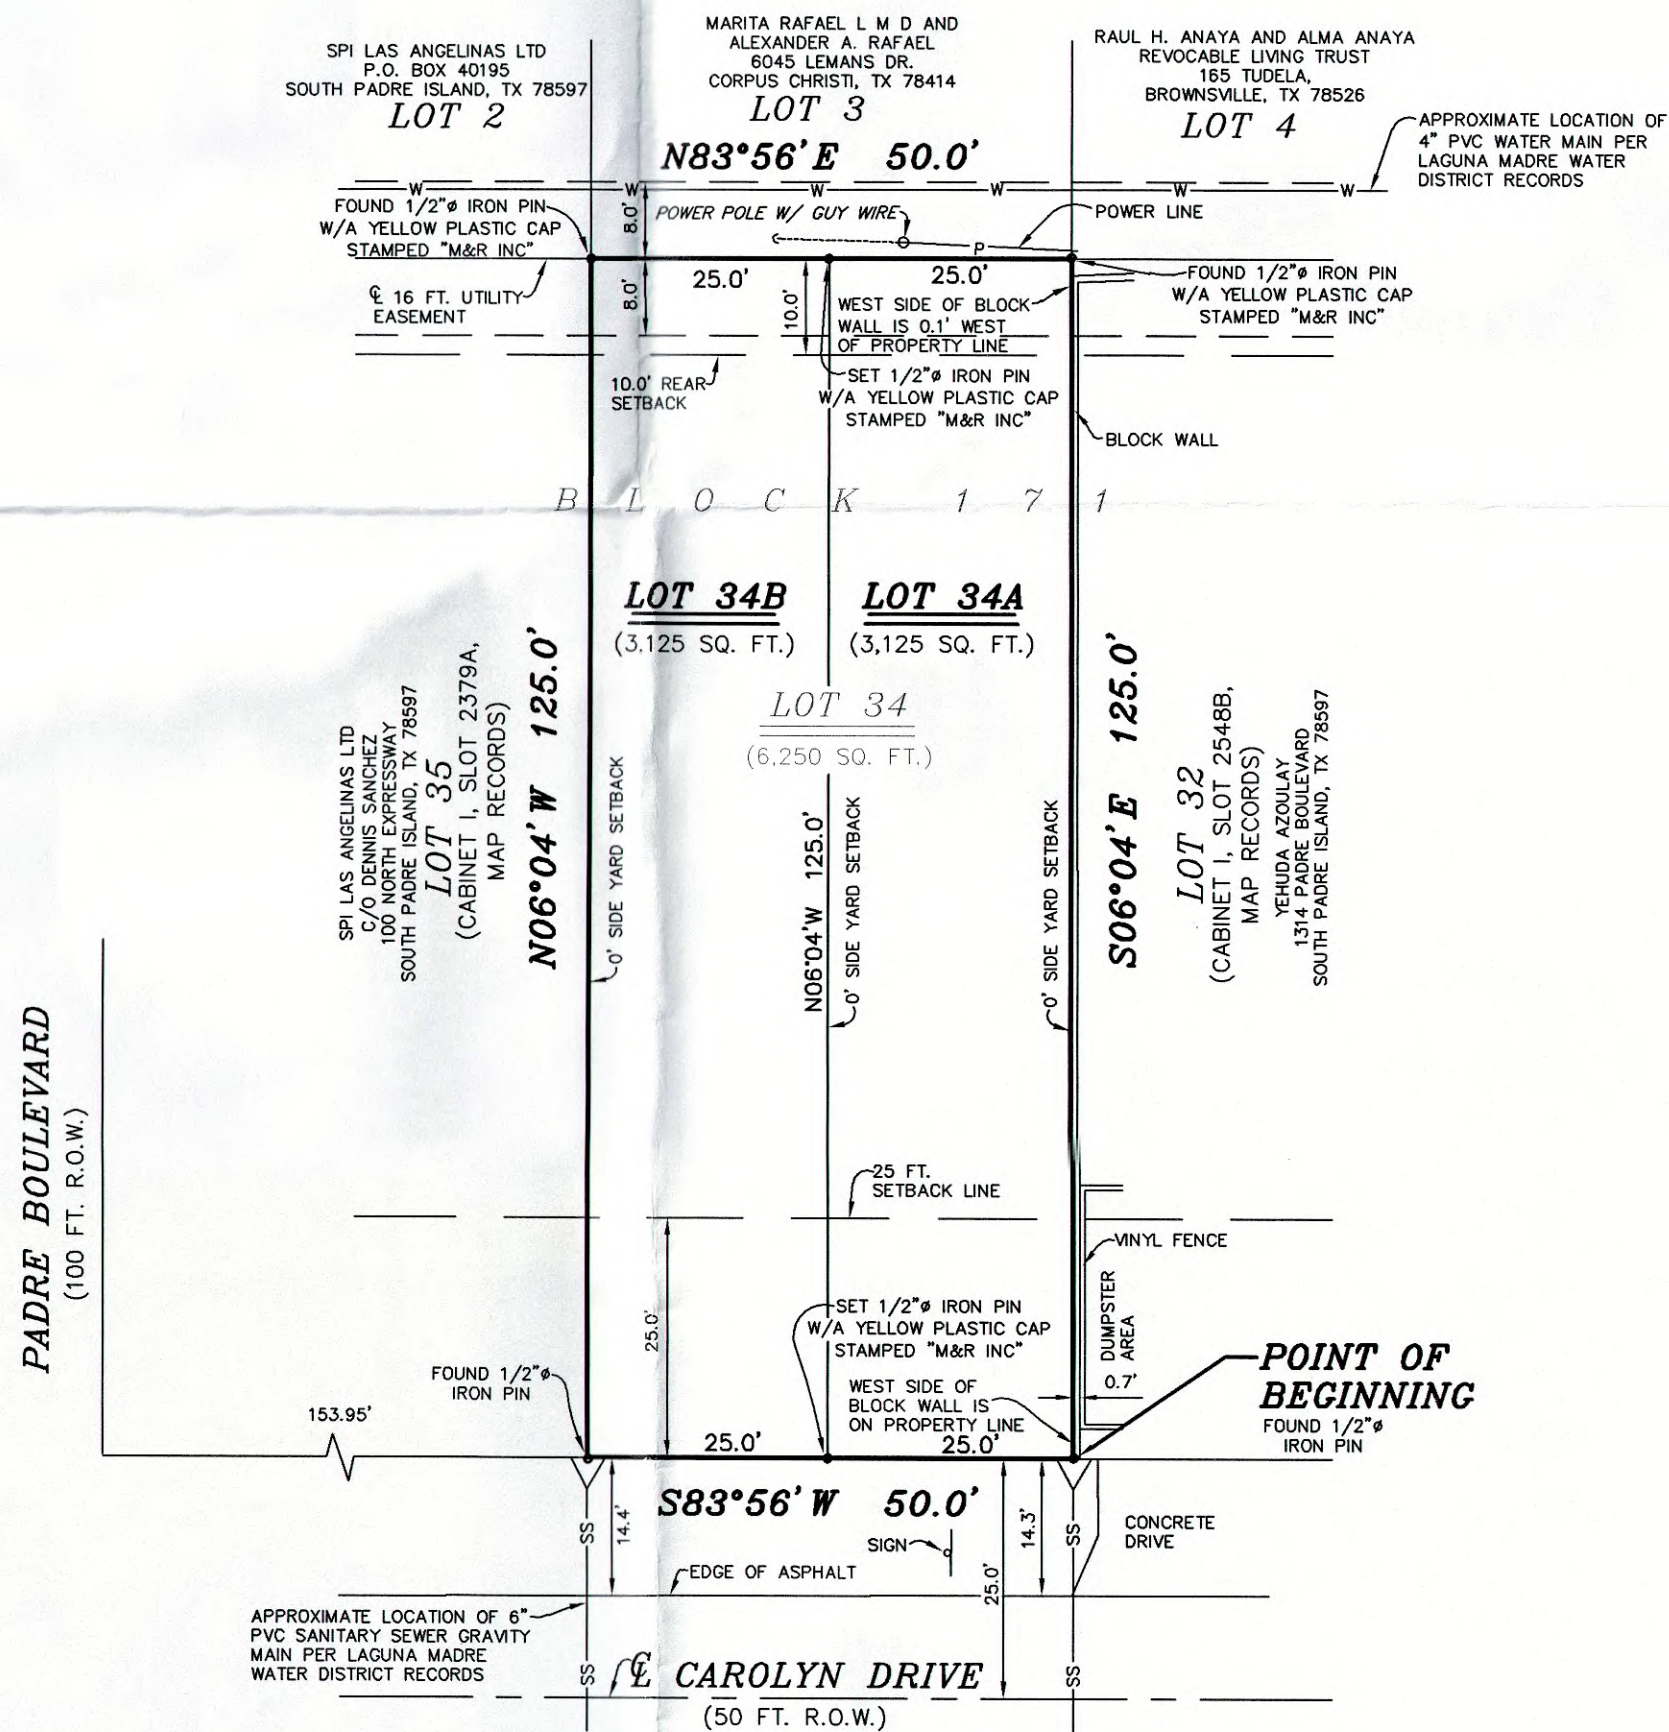 SPI LAS ANGELINAS LTD
P.O. BOX 40195
SOUTH PADRE ISLAND, TX 78597
LOT 2
MARITA RAFAEL L M D AND
ALEXANDER A. RAFAEL
6045 LEMANS DR.
CORPUS CHRISTI, TX 78414
LOT 3
RAUL H. ANAYA AND ALMA ANAYA
REVOCABLE LIVING TRUST
165 TUDELA,
BROWNSVILLE, TX 78526
LOT 4
APPROXIMATE LOCATION OF
4" PVC WATER MAIN PER
LAGUNA MADRE WATER
DISTRICT RECORDS
N83°56'E 50.0'
W W W W W W
FOUND 1/2"ø IRON PIN
W/A YELLOW PLASTIC CAP
STAMPED "M&R INC"
8.0'
POWER POLE W/ GUY WIRE
P
POWER LINE
℄ 16 FT. UTILITY
EASEMENT
8.0'
25.0'
10.0'
25.0'
WEST SIDE OF BLOCK
WALL IS 0.1' WEST
OF PROPERTY LINE
FOUND 1/2"ø IRON PIN
W/A YELLOW PLASTIC CAP
STAMPED "M&R INC"
10.0' REAR
SETBACK
SET 1/2"ø IRON PIN
W/A YELLOW PLASTIC CAP
STAMPED "M&R INC"
BLOCK WALL
BLOCK 171
LOT 34B
(3,125 SQ. FT.)
LOT 34A
(3,125 SQ. FT.)
LOT 34
(6,250 SQ. FT.)
SPI LAS ANGELINAS LTD
C/O DENNIS SANCHEZ
100 NORTH EXPRESSWAY
SOUTH PADRE ISLAND, TX 78597
LOT 35
(CABINET I, SLOT 2379A,
MAP RECORDS)
N06°04'W 125.0'
0' SIDE YARD SETBACK
N06°04'W 125.0'
0' SIDE YARD SETBACK
0' SIDE YARD SETBACK
S06°04'E 125.0'
LOT 32
(CABINET I, SLOT 2548B,
MAP RECORDS)
YEHUDA AZOULAY
1314 PADRE BOULEVARD
SOUTH PADRE ISLAND, TX 78597
PADRE BOULEVARD
(100 FT. R.O.W.)
25 FT.
SETBACK LINE
VINYL FENCE
DUMPSTER
AREA
0.7'
25.0'
SET 1/2"ø IRON PIN
W/A YELLOW PLASTIC CAP
STAMPED "M&R INC"
WEST SIDE OF
BLOCK WALL IS
ON PROPERTY LINE
POINT OF
BEGINNING
FOUND 1/2"ø
IRON PIN
FOUND 1/2"ø
IRON PIN
153.95'
25.0'
25.0'
S83°56'W 50.0'
SS
14.4'
SIGN
14.3'
25.0'
SS
CONCRETE
DRIVE
EDGE OF ASPHALT
APPROXIMATE LOCATION OF 6"
PVC SANITARY SEWER GRAVITY
MAIN PER LAGUNA MADRE
WATER DISTRICT RECORDS
SS
℄ CAROLYN DRIVE
SS
(50 FT. R.O.W.)